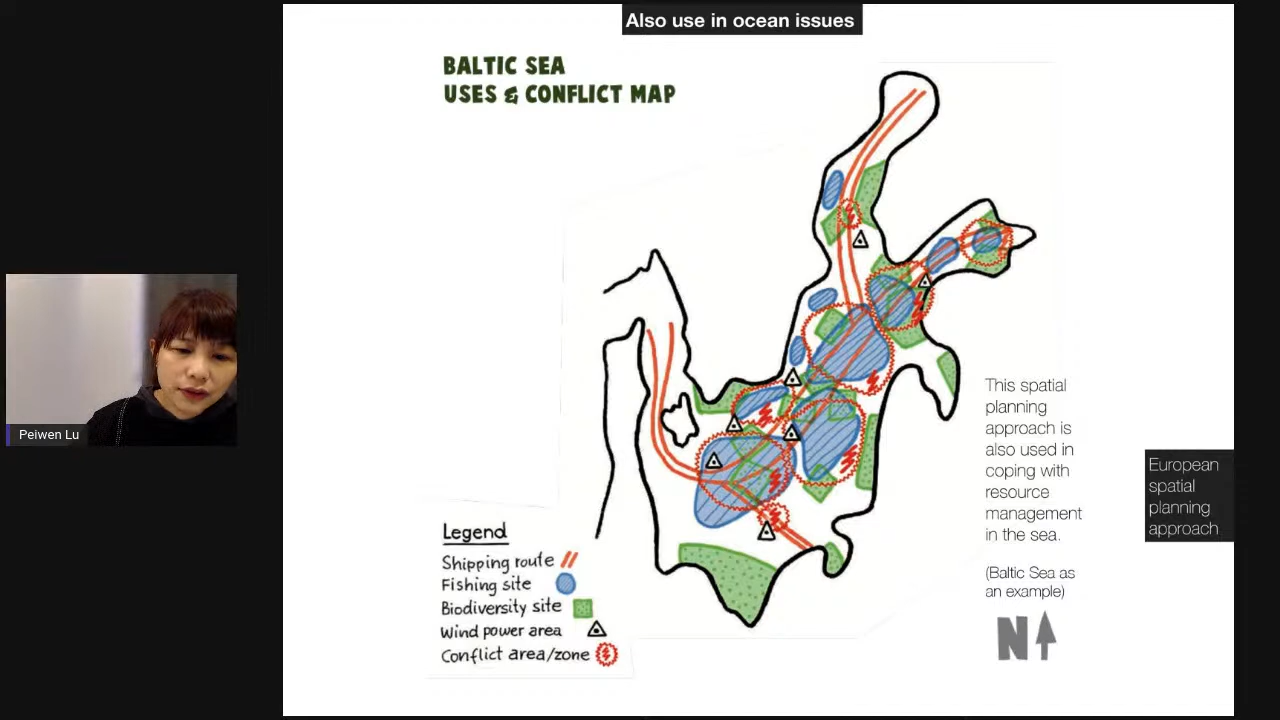 Also use in ocean issues
BALTIC SEA
USES & CONFLICT MAP
This spatial
planning
approach is
also used in
coping with
resource
management
in the sea.
(Baltic Sea as
an example)
European
spatial
planning
approach
Peiwen Lu
Legend
Shipping route
Fishing site
Biodiversity site
Wind power area
Conflict area/zone
N